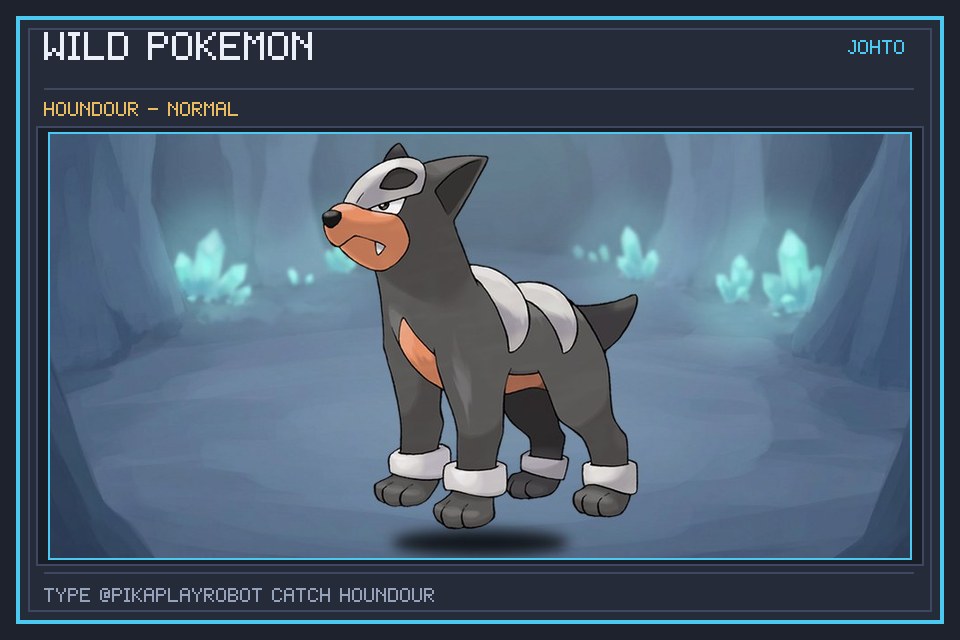 WILD POKEMON
JOHTO
HOUNDOUR - NORMAL
TYPE @PIKAPLAYROBOT CATCH HOUNDOUR